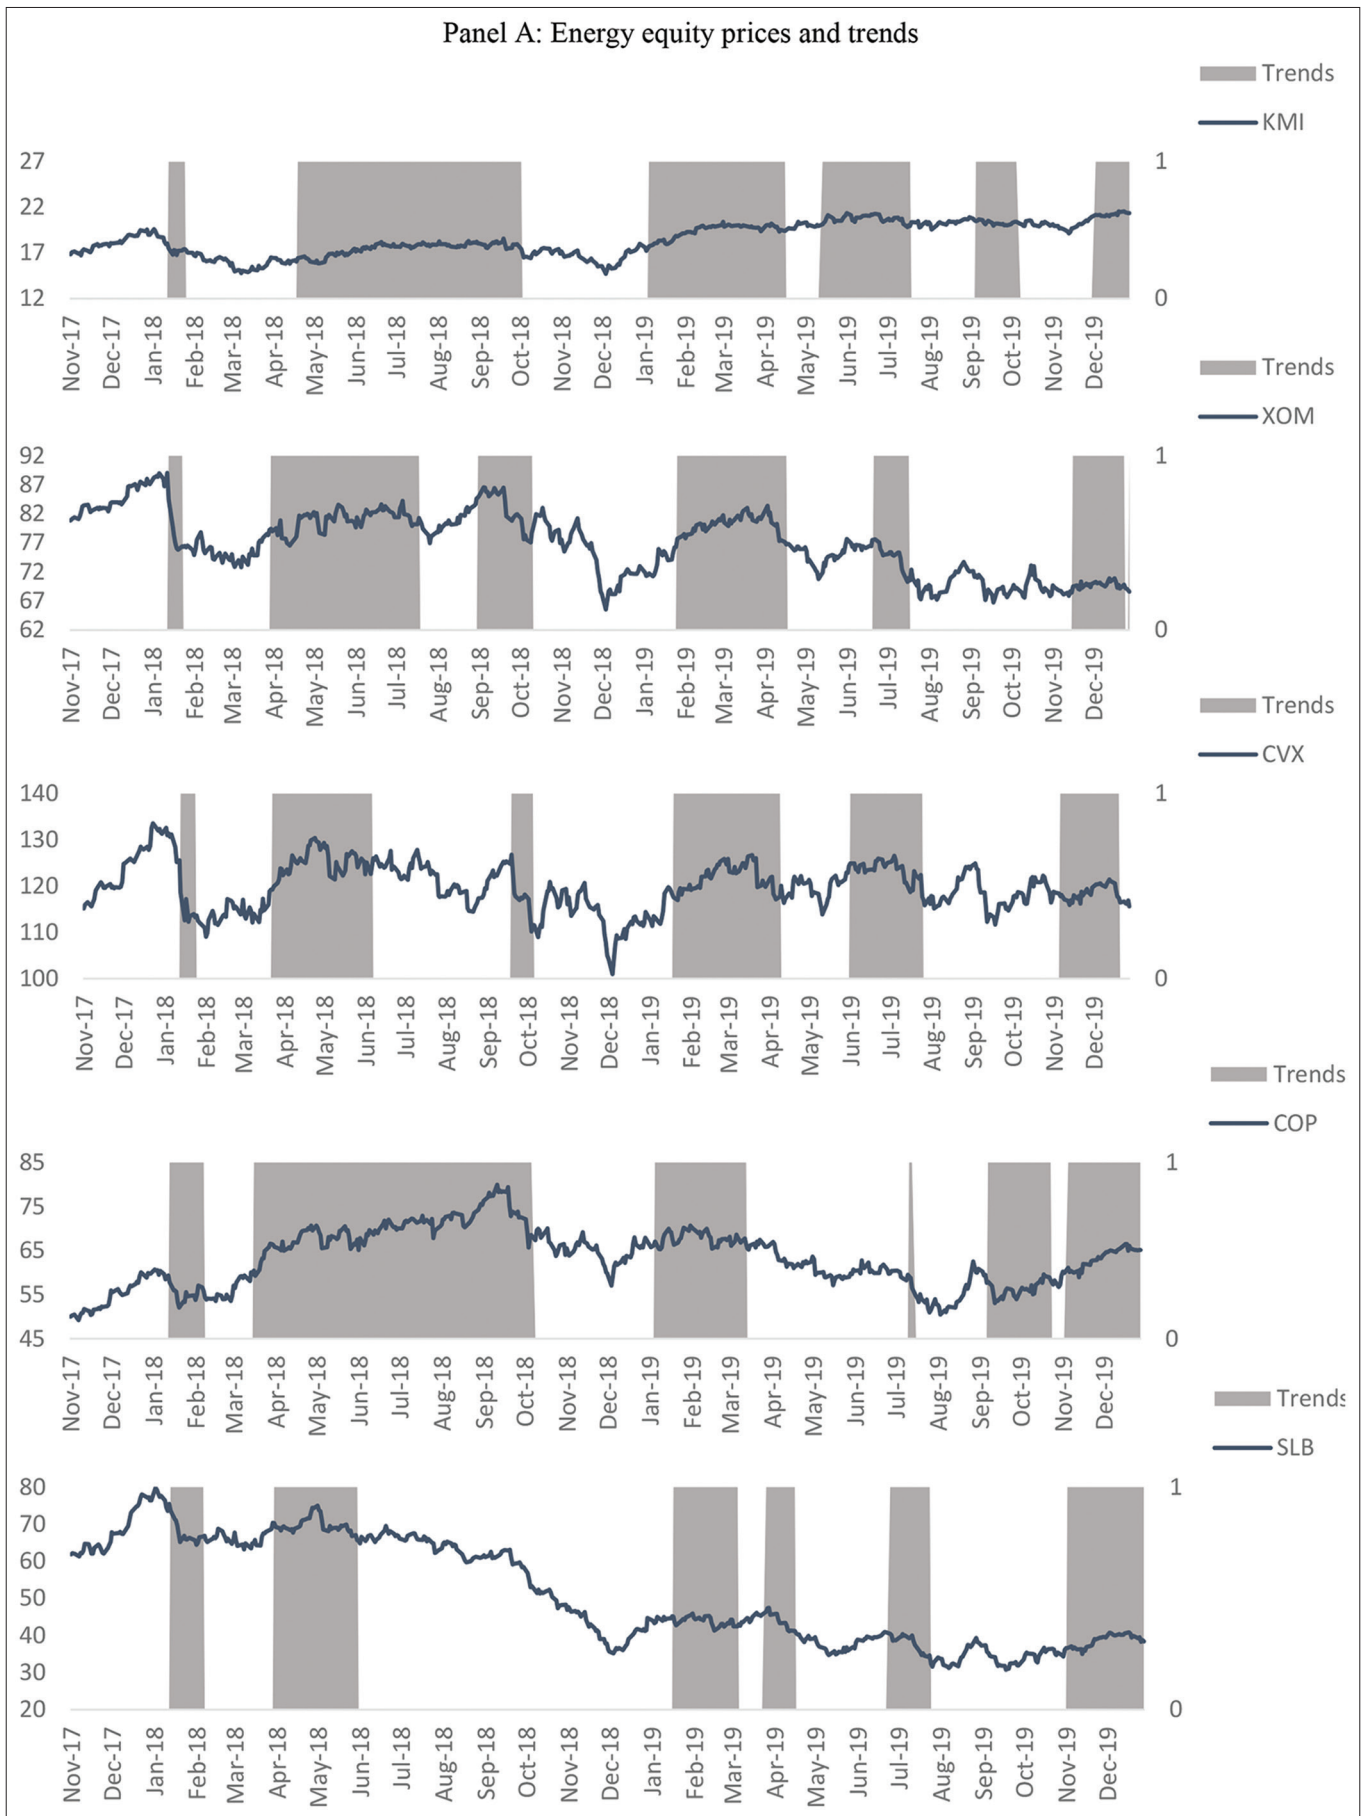 Panel A: Energy equity prices and trends
Trends
KMI
27
22
17
12
1
0
Nov-17 Dec-17 Jan-18 Feb-18 Mar-18 Apr-18 May-18 Jun-18 Jul-18 Aug-18 Sep-18 Oct-18 Nov-18 Dec-18 Jan-19 Feb-19 Mar-19 Apr-19 May-19 Jun-19 Jul-19 Aug-19 Sep-19 Oct-19 Nov-19 Dec-19
Trends
XOM
92
87
82
77
72
67
62
1
0
Nov-17 Dec-17 Jan-18 Feb-18 Mar-18 Apr-18 May-18 Jun-18 Jul-18 Aug-18 Sep-18 Oct-18 Nov-18 Dec-18 Jan-19 Feb-19 Mar-19 Apr-19 May-19 Jun-19 Jul-19 Aug-19 Sep-19 Oct-19 Nov-19 Dec-19
Trends
CVX
140
130
120
110
100
1
0
Nov-17 Dec-17 Jan-18 Feb-18 Mar-18 Apr-18 May-18 Jun-18 Jul-18 Aug-18 Sep-18 Oct-18 Nov-18 Dec-18 Jan-19 Feb-19 Mar-19 Apr-19 May-19 Jun-19 Jul-19 Aug-19 Sep-19 Oct-19 Nov-19 Dec-19
Trends
COP
85
75
65
55
45
1
0
Nov-17 Dec-17 Jan-18 Feb-18 Mar-18 Apr-18 May-18 Jun-18 Jul-18 Aug-18 Sep-18 Oct-18 Nov-18 Dec-18 Jan-19 Feb-19 Mar-19 Apr-19 May-19 Jun-19 Jul-19 Aug-19 Sep-19 Oct-19 Nov-19 Dec-19
Trends
SLB
80
70
60
50
40
30
20
1
0
Nov-17 Dec-17 Jan-18 Feb-18 Mar-18 Apr-18 May-18 Jun-18 Jul-18 Aug-18 Sep-18 Oct-18 Nov-18 Dec-18 Jan-19 Feb-19 Mar-19 Apr-19 May-19 Jun-19 Jul-19 Aug-19 Sep-19 Oct-19 Nov-19 Dec-19